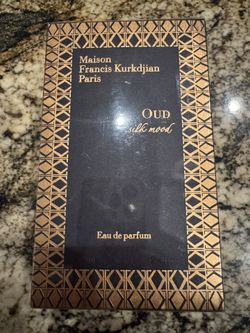 Maison
Francis Kurkdjian
Paris
OUD
silk mood
Eau de parfum